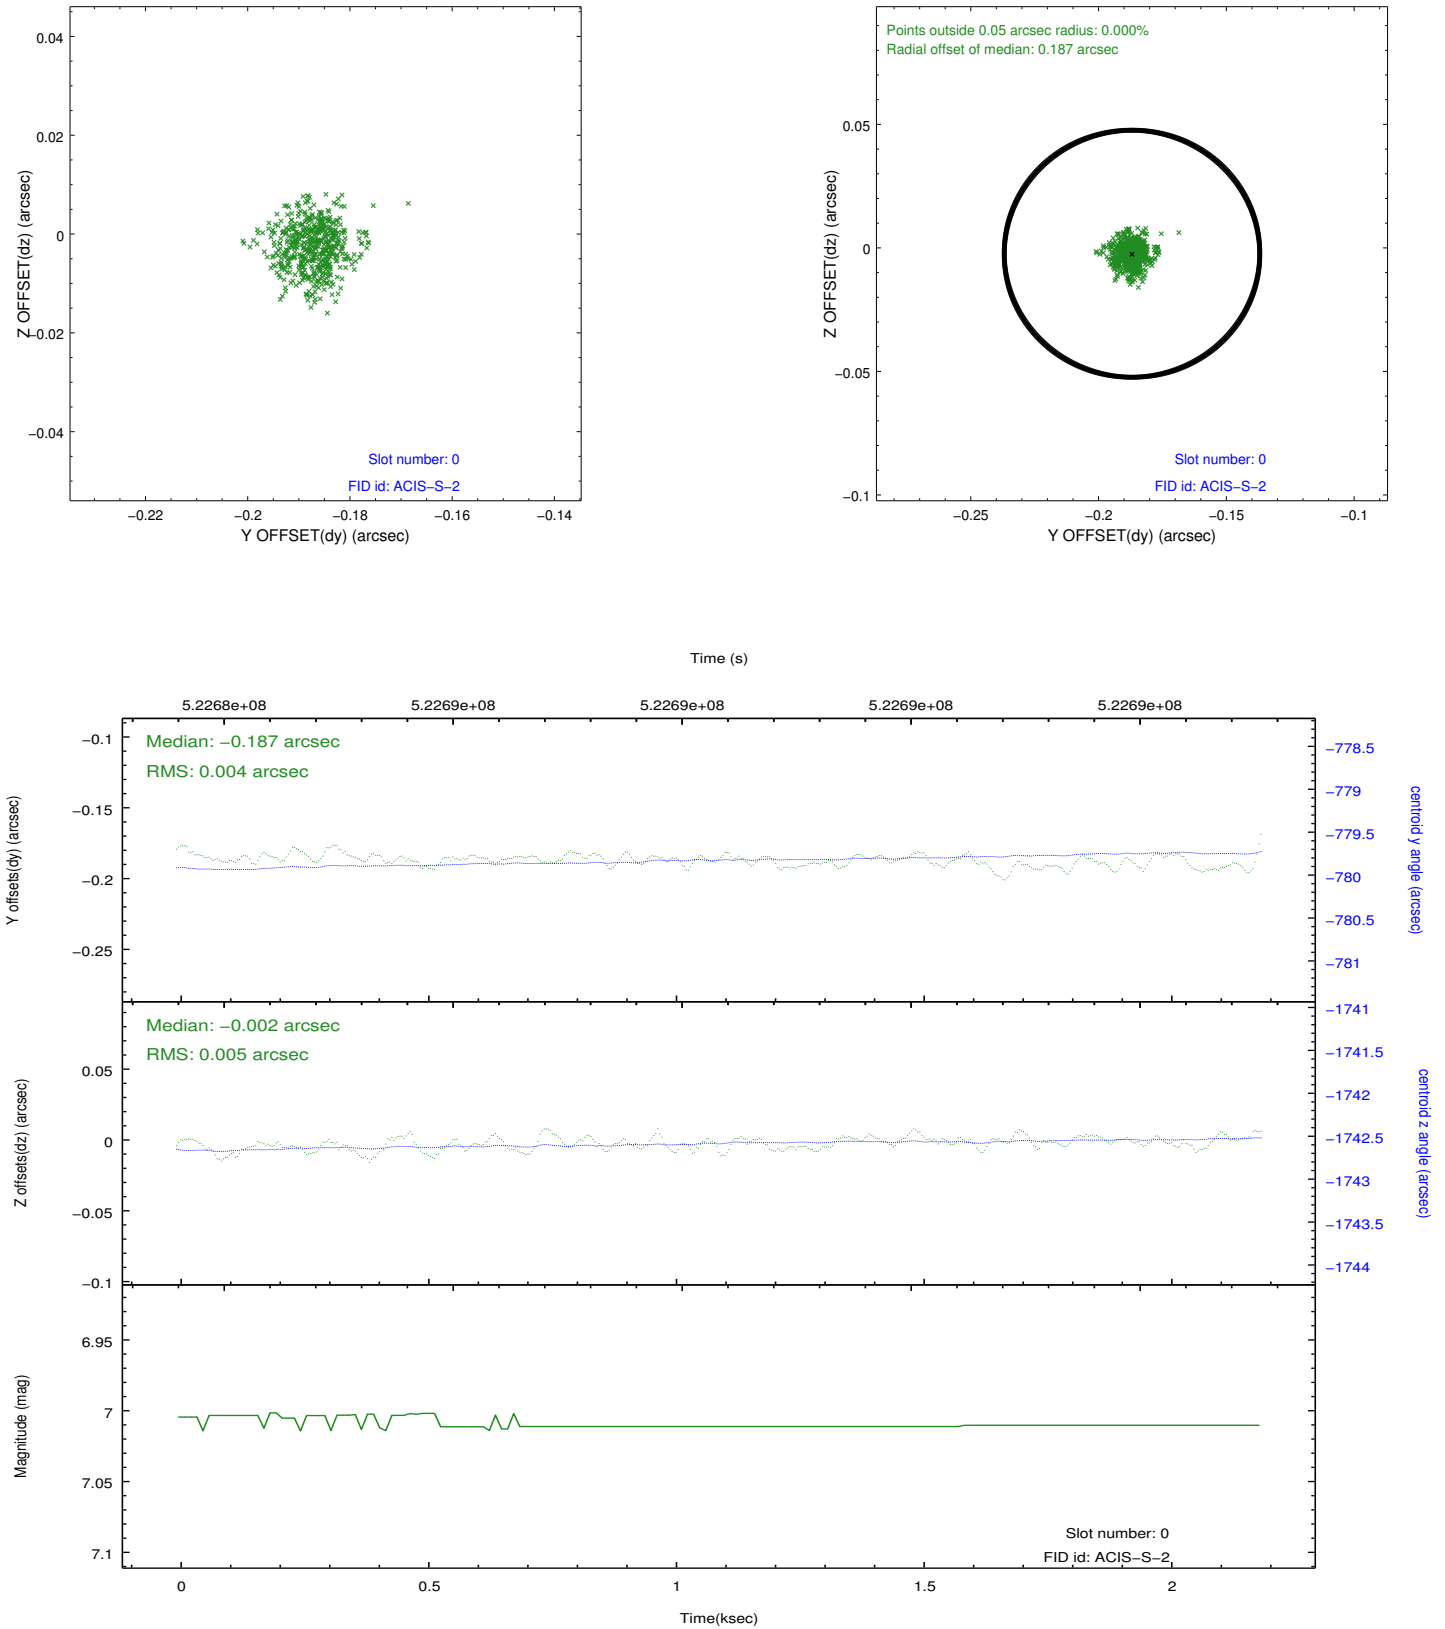 0.04
0.02
0
−0.02
−0.04
Z OFFSET(dz) (arcsec)
Slot number: 0
FID id: ACIS−S−2
−0.22
−0.2
−0.18
−0.16
−0.14
Y OFFSET(dy) (arcsec)
Points outside 0.05 arcsec radius: 0.000%
Radial offset of median: 0.187 arcsec
0.05
0
−0.05
−0.1
Z OFFSET(dz) (arcsec)
Slot number: 0
FID id: ACIS−S−2
−0.25
−0.2
−0.15
−0.1
Y OFFSET(dy) (arcsec)
Time (s)
5.2268e+08
5.2269e+08
5.2269e+08
5.2269e+08
5.2269e+08
Median: −0.187 arcsec
RMS: 0.004 arcsec
−0.1
−0.15
−0.2
−0.25
Y offsets(dy) (arcsec)
−778.5
−779
−779.5
−780
−780.5
−781
centroid y angle (arcsec)
Median: −0.002 arcsec
RMS: 0.005 arcsec
0.05
0
−0.05
−0.1
Z offsets(dz) (arcsec)
−1741
−1741.5
−1742
−1742.5
−1743
−1743.5
−1744
centroid z angle (arcsec)
6.95
7
7.05
7.1
Magnitude (mag)
Slot number: 0
FID id: ACIS−S−2
0
0.5
1
1.5
2
Time(ksec)